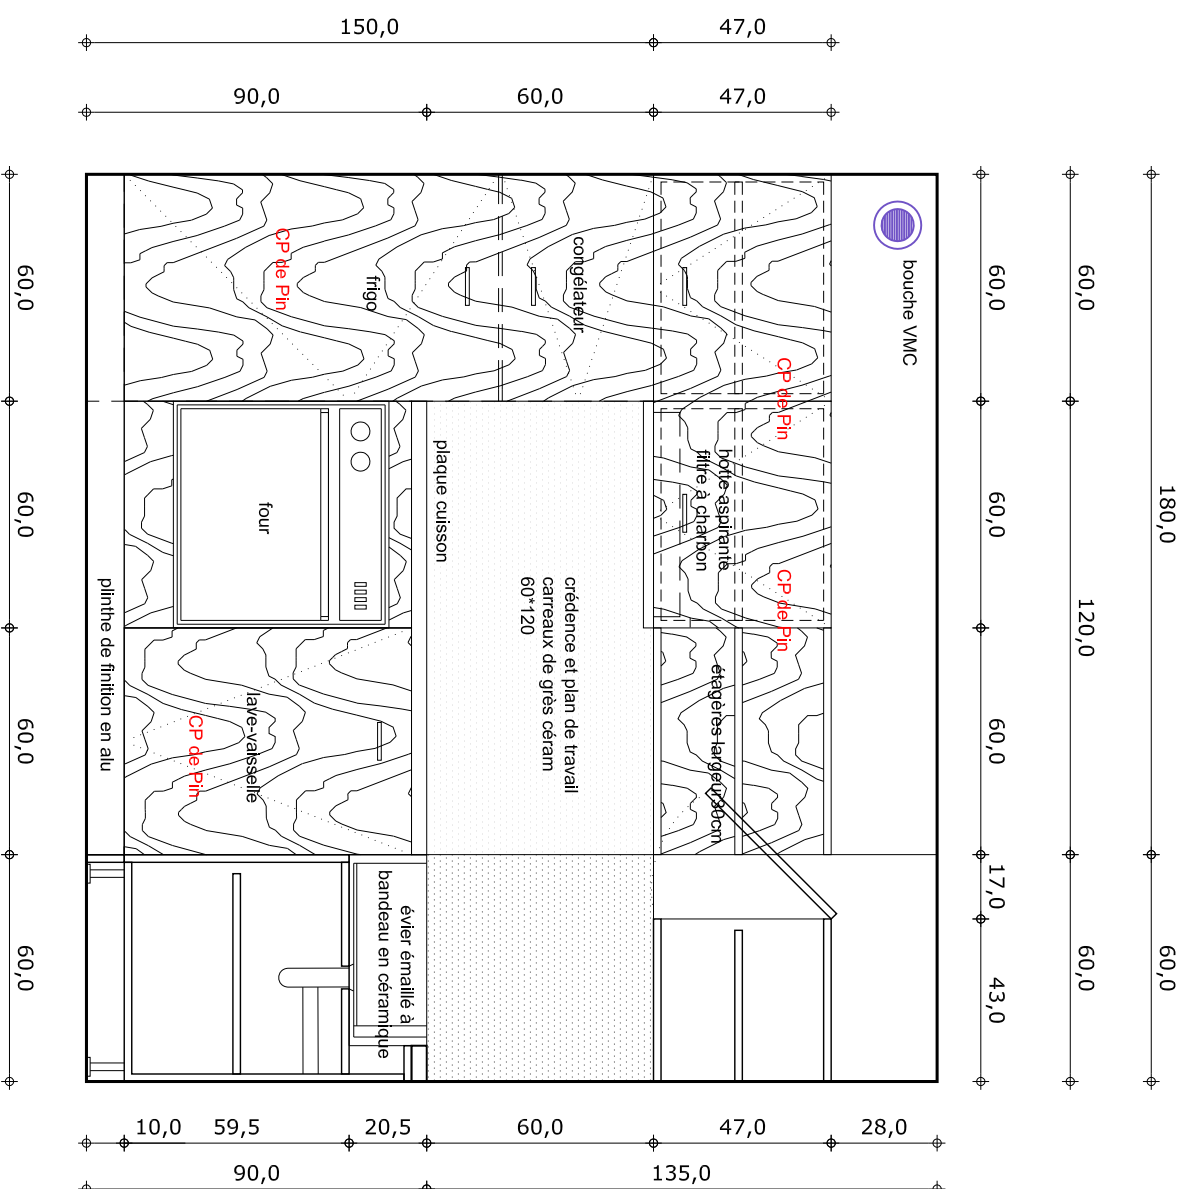 150,0
47,0
90,0
60,0
47,0
60,0
60,0
60,0
60,0
60,0
60,0
60,0
17,0
43,0
60,0
120,0
60,0
180,0
60,0
bouche VMC
CP de Pin
frigo
congélateur
CP de Pin
plaque cuisson
hotte aspirante
filtre à charbon
four
crédence et plan de travail
carreaux de grès céram
60*120
CP de Pin
plinthe de finition en alu
lave-vaisselle
CP de Pin
étagères largeur30cm
évier émaillé à
bandeau en céramique
10,0
59,5
20,5
60,0
47,0
28,0
90,0
135,0